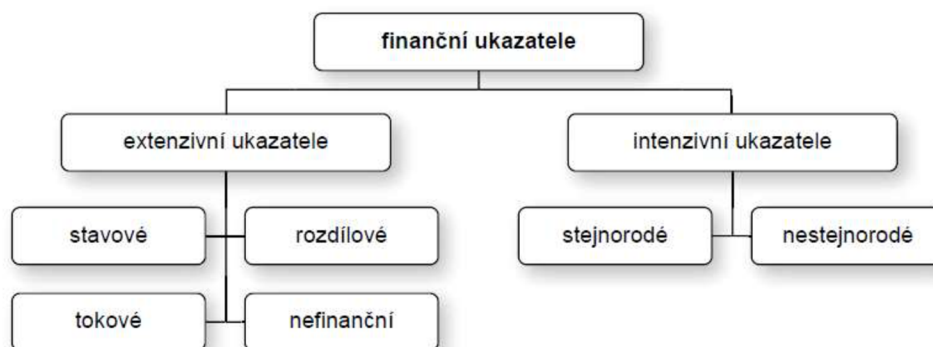 finanční ukazatele
extenzivní ukazatele
intenzivní ukazatele
stavové
rozdílové
stejnorodé
nestejnorodé
tokové
nefinanční